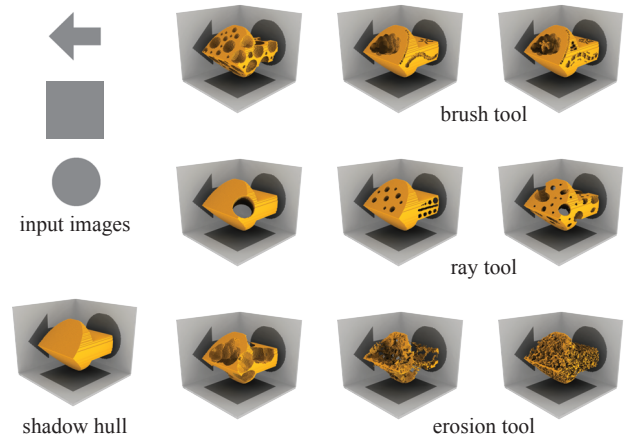 brush tool
input images
ray tool
shadow hull
erosion tool